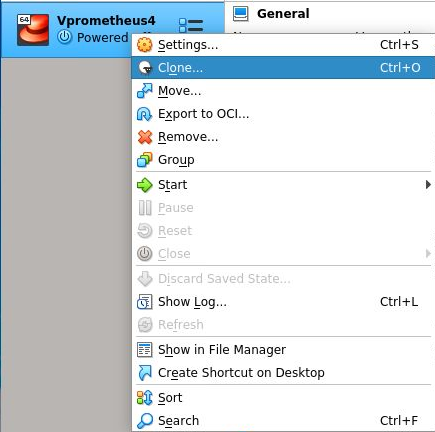 64
Vprometheus4
General
Powered
Settings... Ctrl+S
Clone... Ctrl+O
Move...
Export to OCI...
Remove...
Group
Start
Pause
Reset
Close
Discard Saved State...
Show Log... Ctrl+L
Refresh
Show in File Manager
Create Shortcut on Desktop
Sort
Search Ctrl+F